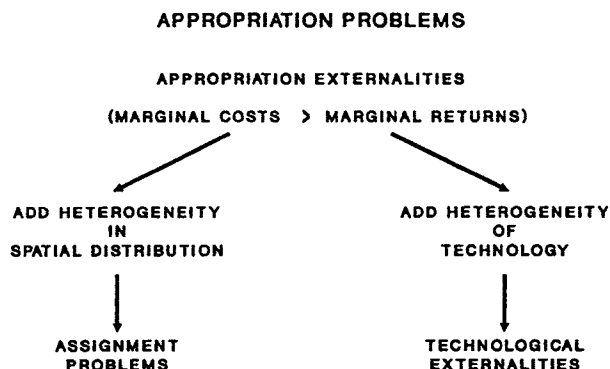 APPROPRIATION PROBLEMS
APPROPRIATION EXTERNALITIES
(MARGINAL COSTS > MARGINAL RETURNS)
ADD HETEROGENEITY
IN
SPATIAL DISTRIBUTION
ADD HETEROGENEITY
OF
TECHNOLOGY
ASSIGNMENT
PROBLEMS
TECHNOLOGICAL
EXTERNALITIES